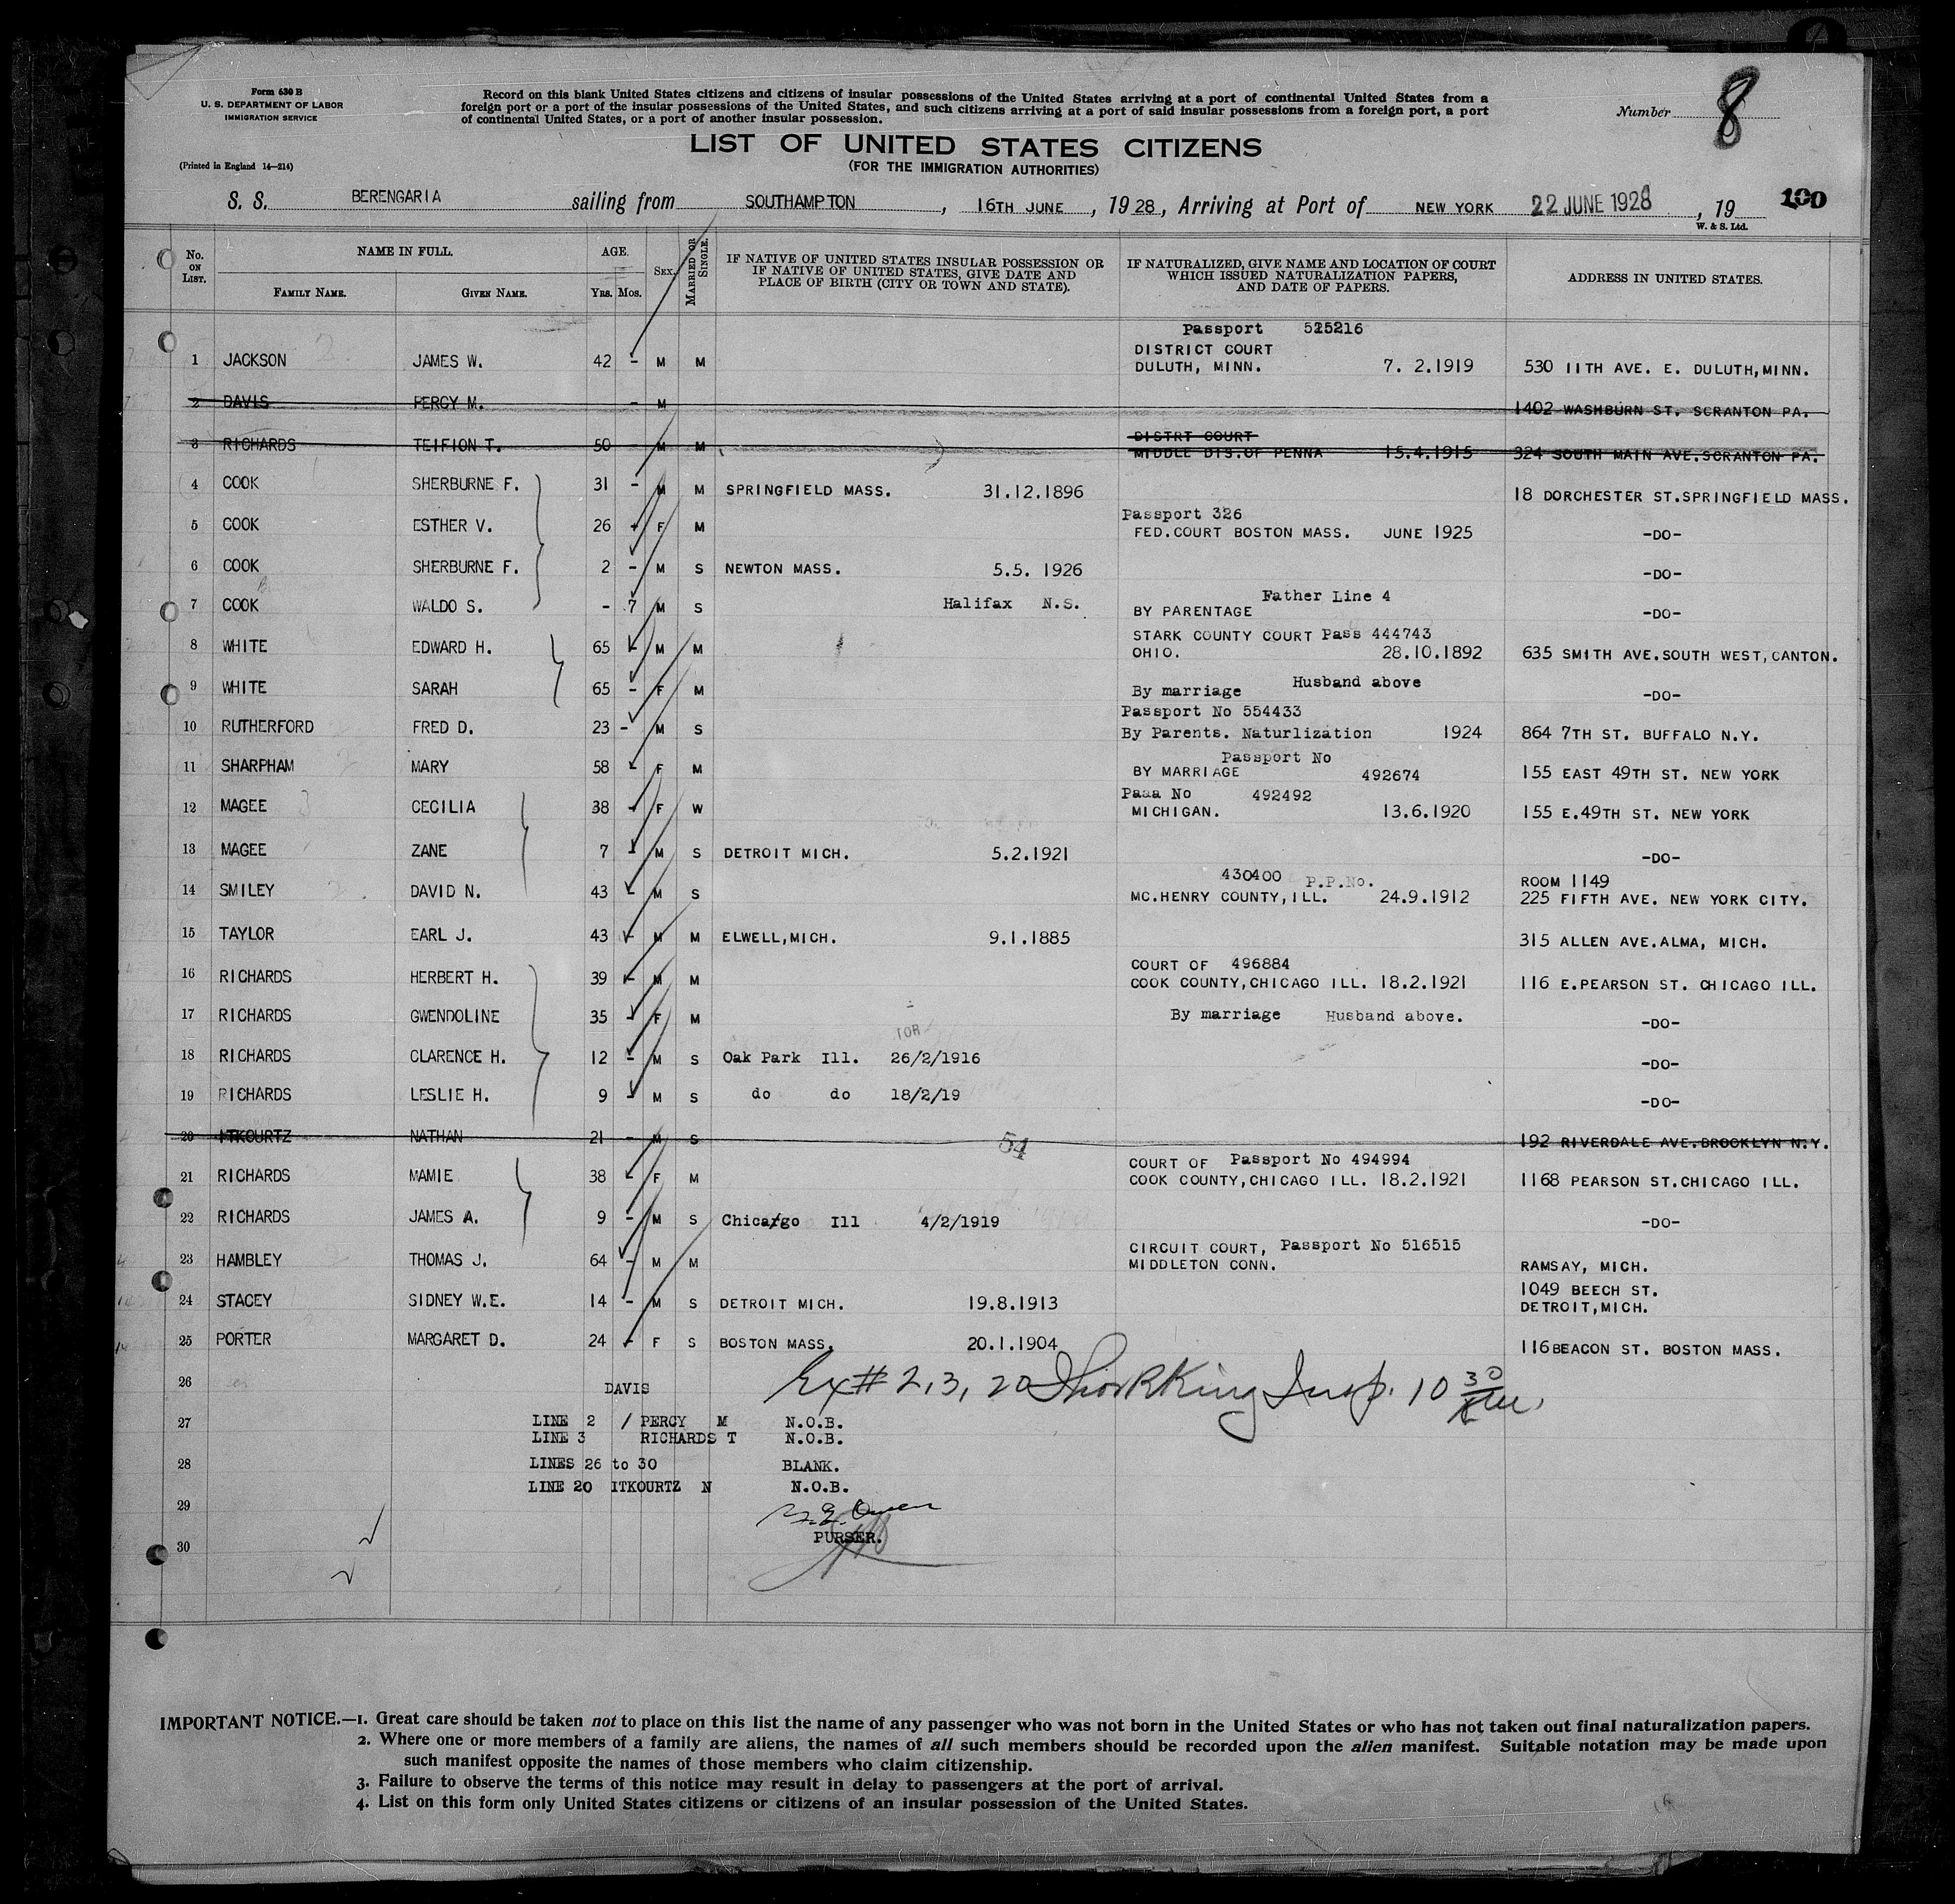 Form 630 B
U. S. DEPARTMENT OF LABOR
IMMIGRATION SERVICE
(Printed in England 14—214)
Record on this blank United States citizens and citizens of insular possessions of the United States arriving at a port of continental United States from a
foreign port or a port of the insular possessions of the United States, and such citizens arriving at a port of said insular possessions from a foreign port, a port
of continental United States, or a port of another insular possession.
Number 8
LIST OF UNITED STATES CITIZENS
(FOR THE IMMIGRATION AUTHORITIES)
S. S. BERENGARIA sailing from SOUTHAMPTON, 16TH JUNE, 1928, Arriving at Port of NEW YORK 22 JUNE 1928, 19 100
W. & S. Ltd.
No. ON LIST. NAME IN FULL. FAMILY NAME. GIVEN NAME. AGE. YRS. MOS. SEX. MARRIED OR SINGLE. IF NATIVE OF UNITED STATES INSULAR POSSESSION OR IF NATIVE OF UNITED STATES, GIVE DATE AND PLACE OF BIRTH (CITY OR TOWN AND STATE). IF NATURALIZED, GIVE NAME AND LOCATION OF COURT WHICH ISSUED NATURALIZATION PAPERS, AND DATE OF PAPERS. ADDRESS IN UNITED STATES.
Passport 525216
DISTRICT COURT
1 JACKSON JAMES W. 42 - M M DULUTH, MINN. 7. 2.1919 530 11TH AVE. E. DULUTH,MINN.
2 DAVIS PERCY M. - M 1402 WASHBURN ST. SCRANTON PA.
DISTRT COURT
3 RICHARDS TEIFION T. 50 M M MIDDLE DIS.OF PENNA 15.4.1915 324 SOUTH MAIN AVE.SCRANTON PA.
4 COOK SHERBURNE F. 31 - M M SPRINGFIELD MASS. 31.12.1896 18 DORCHESTER ST.SPRINGFIELD MASS.
Passport 326
5 COOK ESTHER V. 26 - F M FED.COURT BOSTON MASS. JUNE 1925 -DO-
6 COOK SHERBURNE F. 2 - M S NEWTON MASS. 5.5. 1926 -DO-
Father Line 4
7 COOK WALDO S. - 7 M S Halifax N.S. BY PARENTAGE -DO-
STARK COUNTY COURT Pass 444743
8 WHITE EDWARD H. 65 - M M OHIO. 28.10.1892 635 SMITH AVE.SOUTH WEST,CANTON.
9 WHITE SARAH 65 - F M By marriage Husband above -DO-
Passport No 554433
10 RUTHERFORD FRED D. 23 - M S By Parents. Naturlization 1924 864 7TH ST. BUFFALO N.Y.
Passport No
11 SHARPHAM MARY 58 - F M BY MARRIAGE 492674 155 EAST 49TH ST. NEW YORK
Paaa No 492492
12 MAGEE CECILIA 38 - F W MICHIGAN. 13.6.1920 155 E.49TH ST. NEW YORK
13 MAGEE ZANE 7 - M S DETROIT MICH. 5.2.1921 -DO-
430400 P.P.No. ROOM 1149
14 SMILEY DAVID N. 43 - M S MC.HENRY COUNTY,ILL. 24.9.1912 225 FIFTH AVE. NEW YORK CITY.
15 TAYLOR EARL J. 43 - M M ELWELL,MICH. 9.1.1885 315 ALLEN AVE.ALMA, MICH.
COURT OF 496884
16 RICHARDS HERBERT H. 39 - M M COOK COUNTY,CHICAGO ILL. 18.2.1921 116 E.PEARSON ST. CHICAGO ILL.
17 RICHARDS GWENDOLINE 35 - F M By marriage Husband above. -DO-
18 RICHARDS CLARENCE H. 12 - M S Oak Park Ill. 26/2/1916 -DO-
19 RICHARDS LESLIE H. 9 - M S do do 18/2/19 -DO-
20 ITKOURTZ NATHAN 21 - M S 54 192 RIVERDALE AVE.BROOKLYN N.Y.
COURT OF Passport No 494994
21 RICHARDS MAMIE 38 - F M COOK COUNTY,CHICAGO ILL. 18.2.1921 1168 PEARSON ST.CHICAGO ILL.
22 RICHARDS JAMES A. 9 - M S Chica/go Ill 4/2/1919 -DO-
CIRCUIT COURT, Passport No 516515
23 HAMBLEY THOMAS J. 64 - M M MIDDLETON CONN. RAMSAY, MICH.
1049 BEECH ST.
24 STACEY SIDNEY W.E. 14 - M S DETROIT MICH. 19.8.1913 DETROIT,MICH.
25 PORTER MARGARET D. 24 - F S BOSTON MASS. 20.1.1904 116BEACON ST. BOSTON MASS.
26 DAVIS Ex # 2, 3, 20 King Insp. 10 30
27 LINE 2 / PERCY M N.O.B.
LINE 3 RICHARDS T N.O.B.
28 LINES 26 to 30 BLANK.
LINE 20 ITKOURTZ N N.O.B.
29
PURSER.
30
IMPORTANT NOTICE.—1. Great care should be taken not to place on this list the name of any passenger who was not born in the United States or who has not taken out final naturalization papers.
2. Where one or more members of a family are aliens, the names of all such members should be recorded upon the alien manifest. Suitable notation may be made upon
such manifest opposite the names of those members who claim citizenship.
3. Failure to observe the terms of this notice may result in delay to passengers at the port of arrival.
4. List on this form only United States citizens or citizens of an insular possession of the United States.